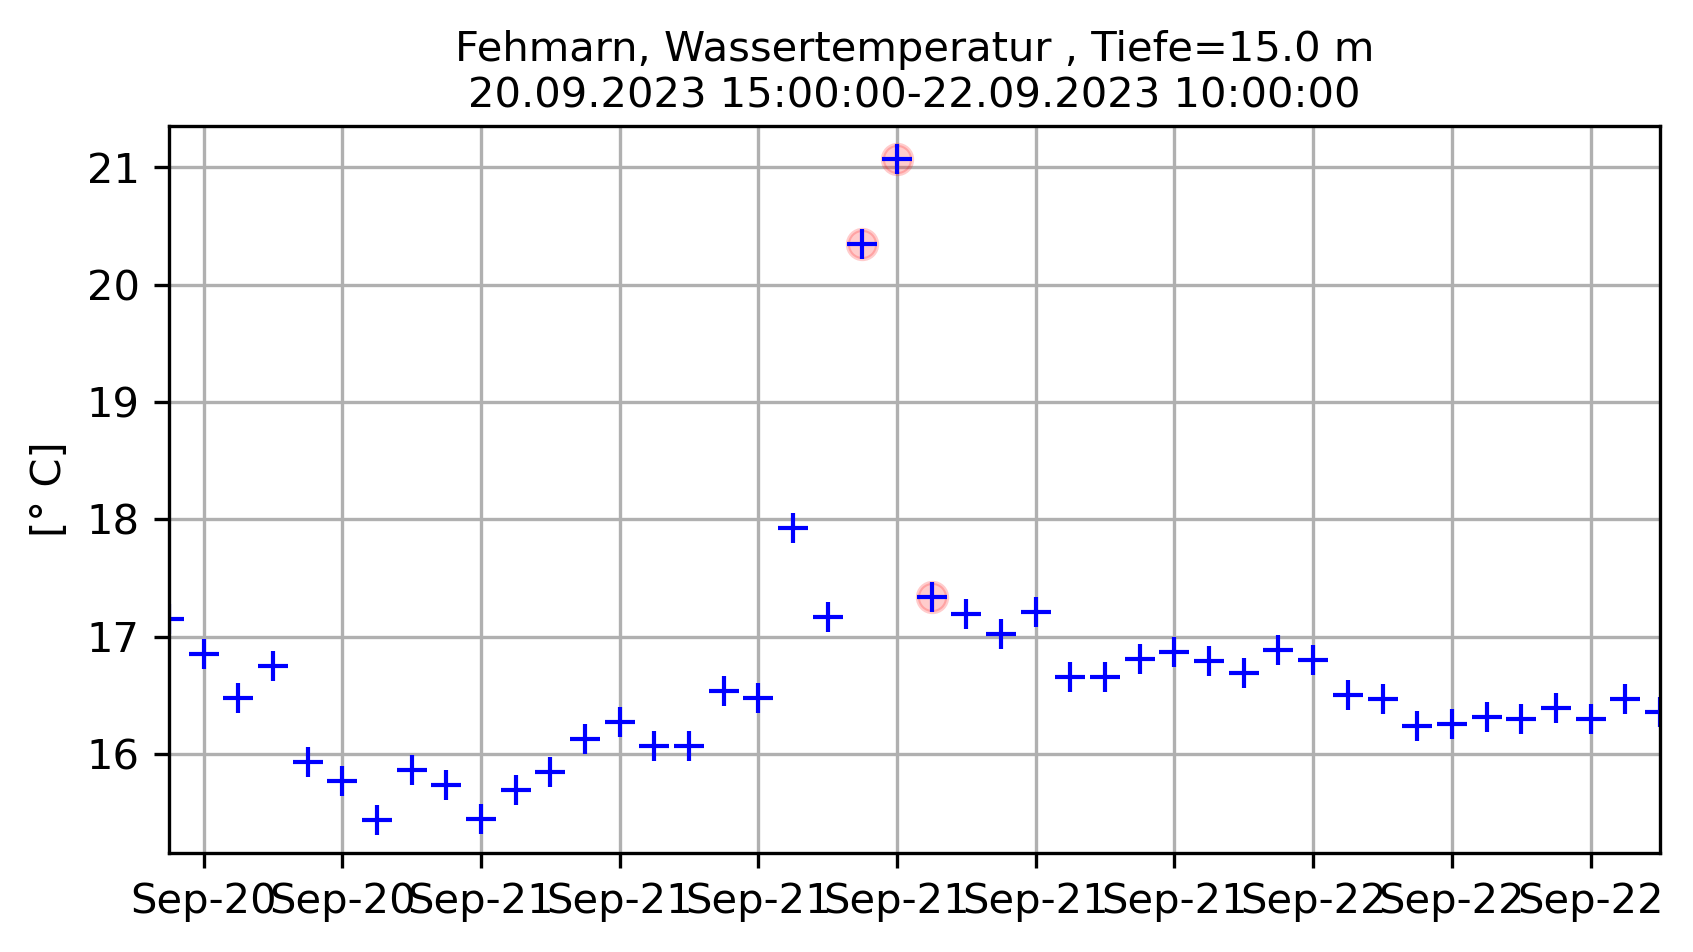 Fehmarn, Wassertemperatur , Tiefe=15.0 m
20.09.2023 15:00:00-22.09.2023 10:00:00
21
20
19
18
17
16
[° C]
Sep-20 Sep-20 Sep-21 Sep-21 Sep-21 Sep-21 Sep-21 Sep-21 Sep-22 Sep-22 Sep-22